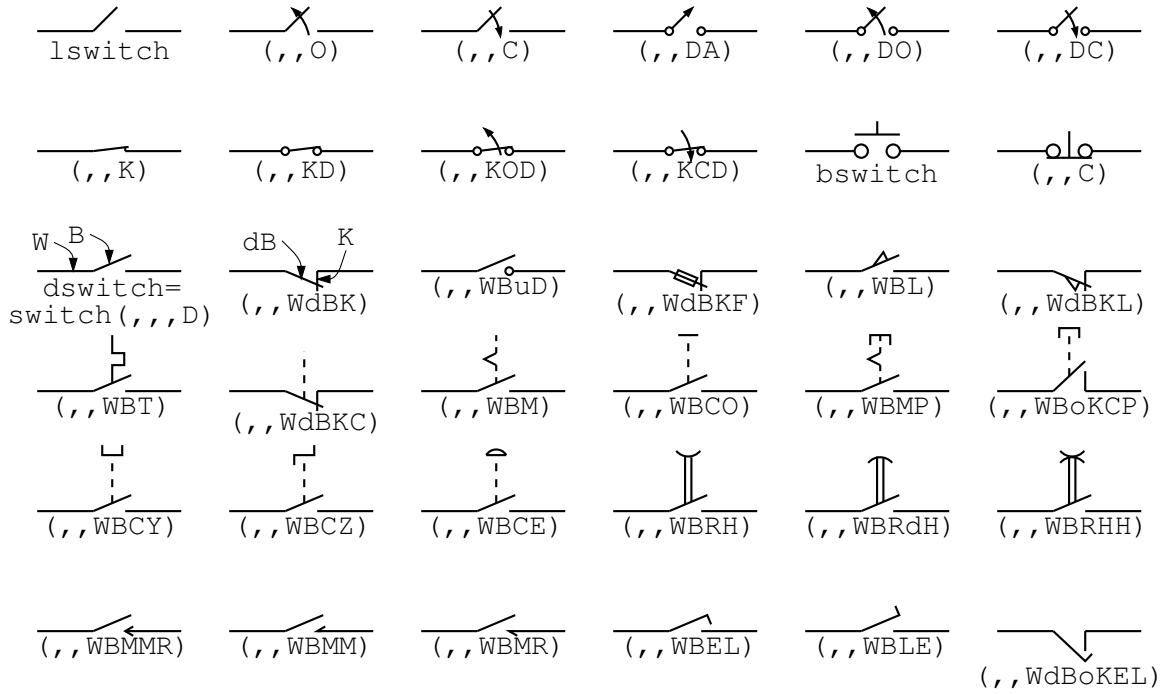 lswitch
(,,O)
(,,C)
(,,DA)
(,,DO)
(,,DC)
(,,K)
(,,KD)
(,,KOD)
(,,KCD)
bswitch
(,,C)
W
B
dswitch=
switch(,,,D)
dB
K
(,,WdBK)
(,,WBuD)
(,,WdBKF)
(,,WBL)
(,,WdBKL)
(,,WBT)
(,,WdBKC)
(,,WBM)
(,,WBCO)
(,,WBMP)
(,,WBoKCP)
(,,WBCY)
(,,WBCZ)
(,,WBCE)
(,,WBRH)
(,,WBRdH)
(,,WBRHH)
(,,WBMMR)
(,,WBMM)
(,,WBMR)
(,,WBEL)
(,,WBLE)
(,,WdBoKEL)